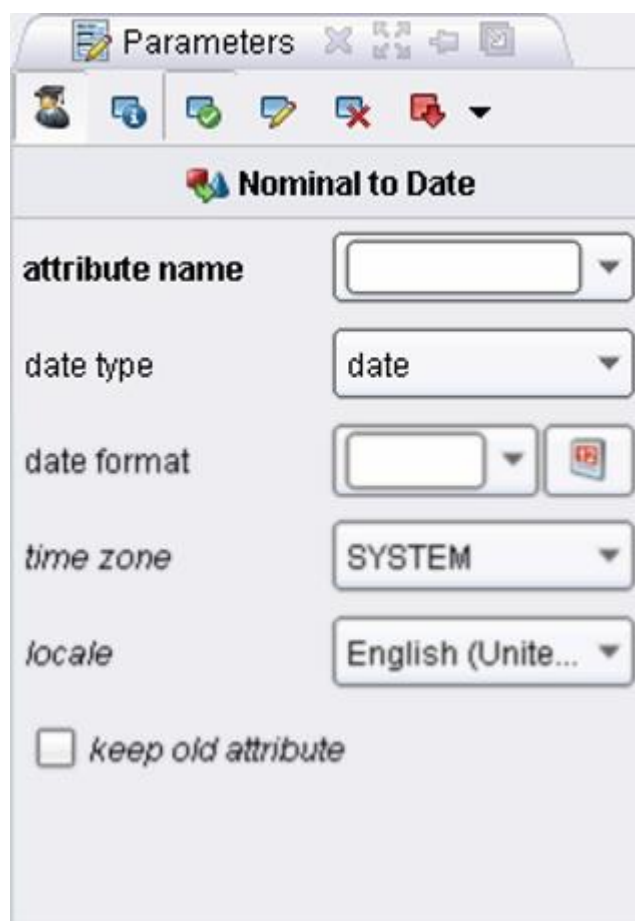 Parameters
Nominal to Date
attribute name
date type date
date format
time zone SYSTEM
locale English (Unite...
keep old attribute